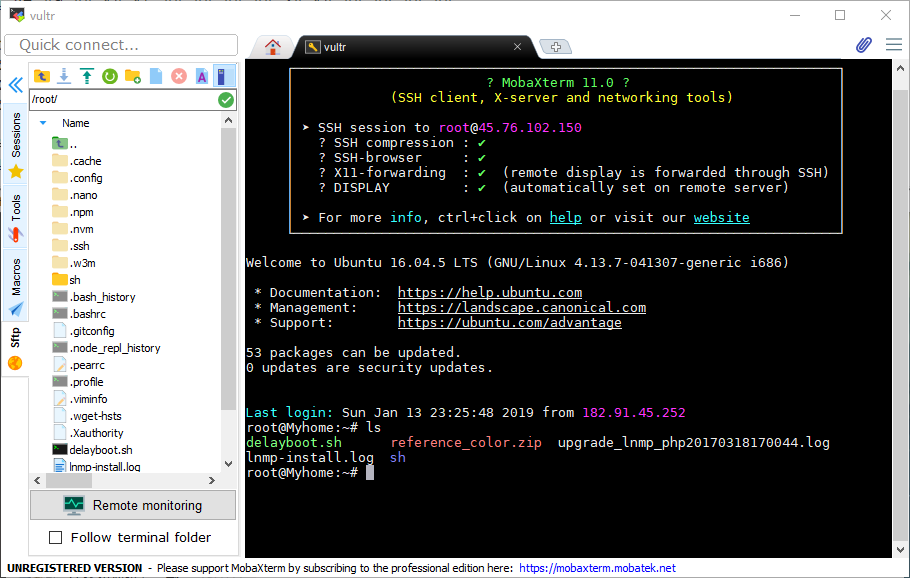 vultr
Quick connect...
vultr
/root/
Name
..
.cache
.config
.nano
.npm
.nvm
.ssh
.w3m
sh
.bash_history
.bashrc
.gitconfig
.node_repl_history
.pearrc
.profile
.viminfo
.wget-hsts
.Xauthority
delayboot.sh
lnmp-install.log
Sessions
Tools
Macros
Sftp
Remote monitoring
Follow terminal folder
? MobaXterm 11.0 ?
(SSH client, X-server and networking tools)
➤ SSH session to root@45.76.102.150
? SSH compression : ✔
? SSH-browser : ✔
? X11-forwarding : ✔ (remote display is forwarded through SSH)
? DISPLAY : ✔ (automatically set on remote server)
➤ For more info, ctrl+click on help or visit our website
Welcome to Ubuntu 16.04.5 LTS (GNU/Linux 4.13.7-041307-generic i686)
* Documentation: https://help.ubuntu.com
* Management: https://landscape.canonical.com
* Support: https://ubuntu.com/advantage
53 packages can be updated.
0 updates are security updates.
Last login: Sun Jan 13 23:25:48 2019 from 182.91.45.252
root@Myhome:~# ls
delayboot.sh reference_color.zip upgrade_lnmp_php20170318170044.log
lnmp-install.log sh
root@Myhome:~#
UNREGISTERED VERSION - Please support MobaXterm by subscribing to the professional edition here: https://mobaxterm.mobatek.net